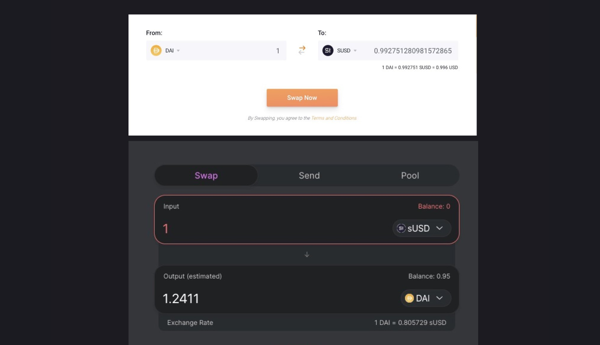 From:
To:
DAI
1
SUSD
0.992751280981572865
1 DAI = 0.992751 SUSD = 0.996 USD
Swap Now
By Swapping, you agree to the Terms and Conditions
Swap
Send
Pool
Input
Balance: 0
1
sUSD
Output (estimated)
Balance: 0.95
1.2411
DAI
Exchange Rate
1 DAI = 0.805729 sUSD